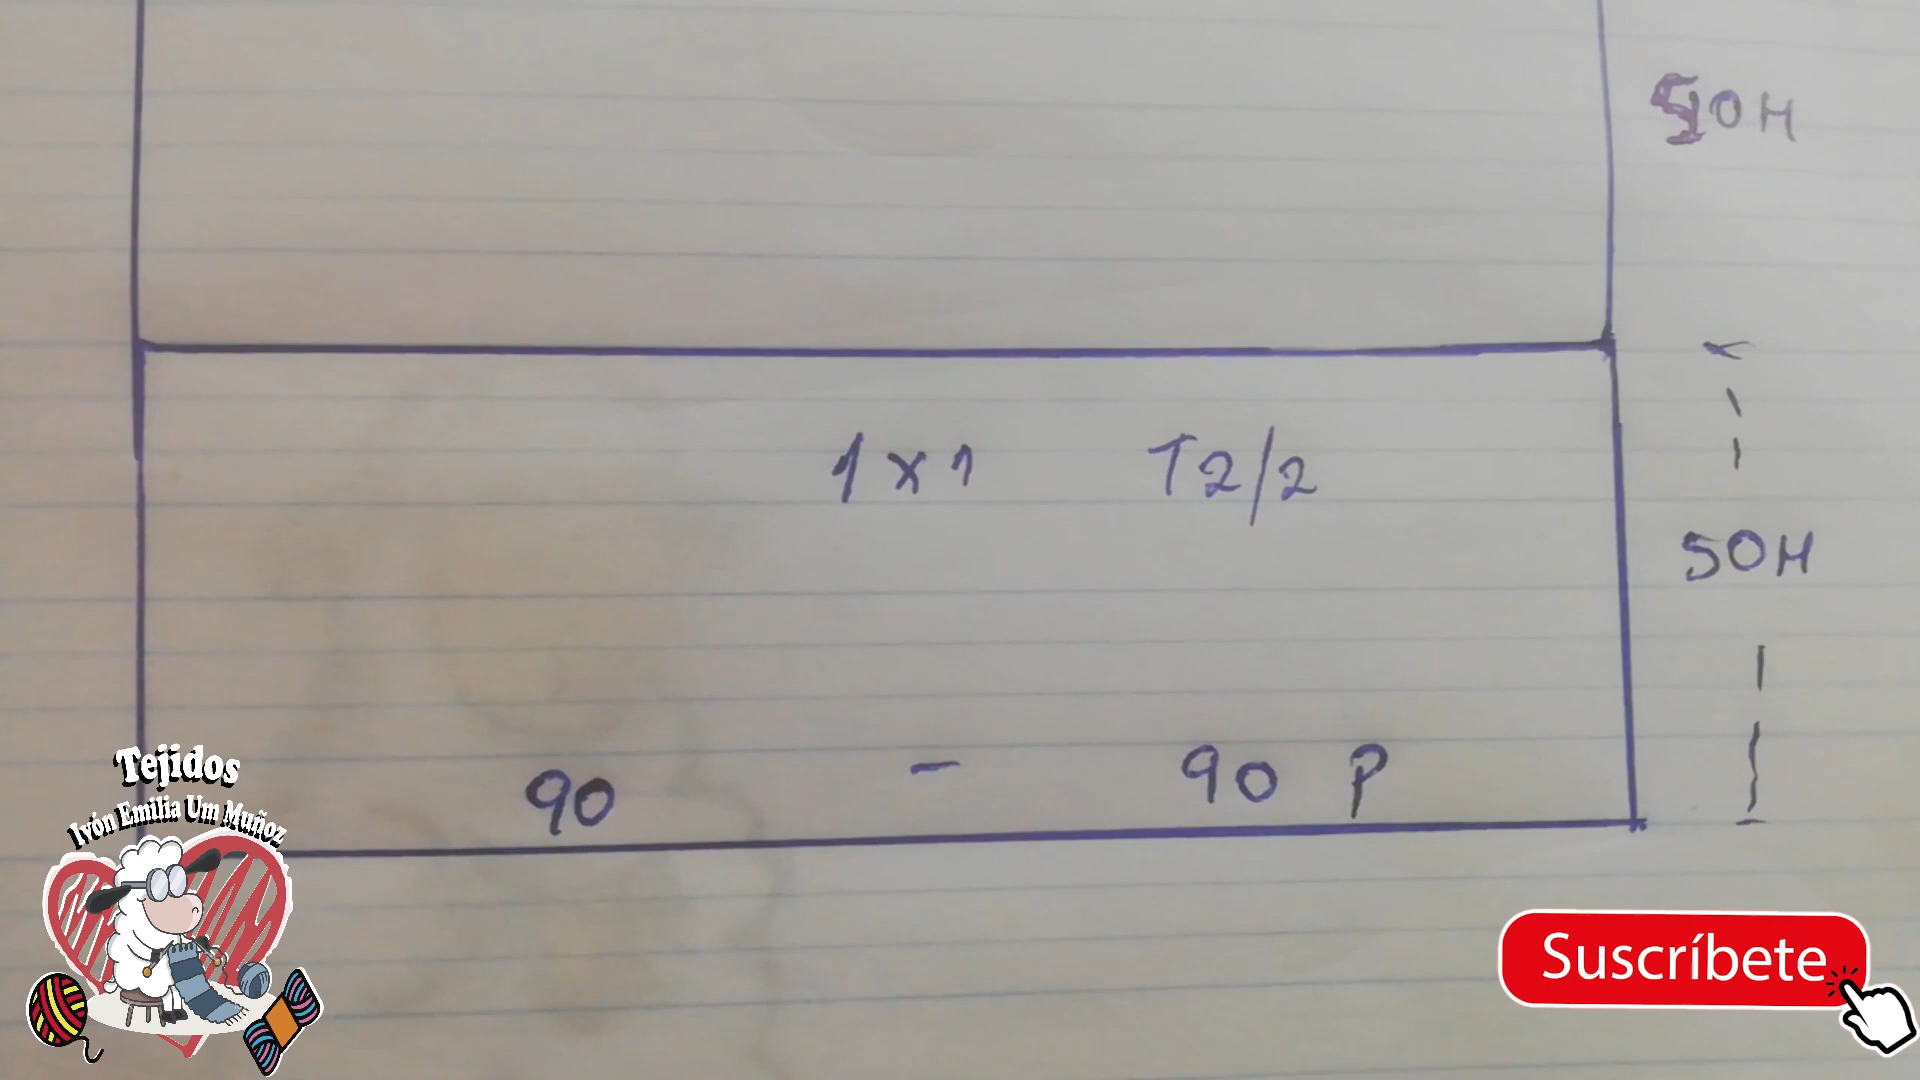 50H
1x1 T2/2
50H
90 - 90 P
Tejidos
Ivón Emilia Um Muñoz
Suscríbete